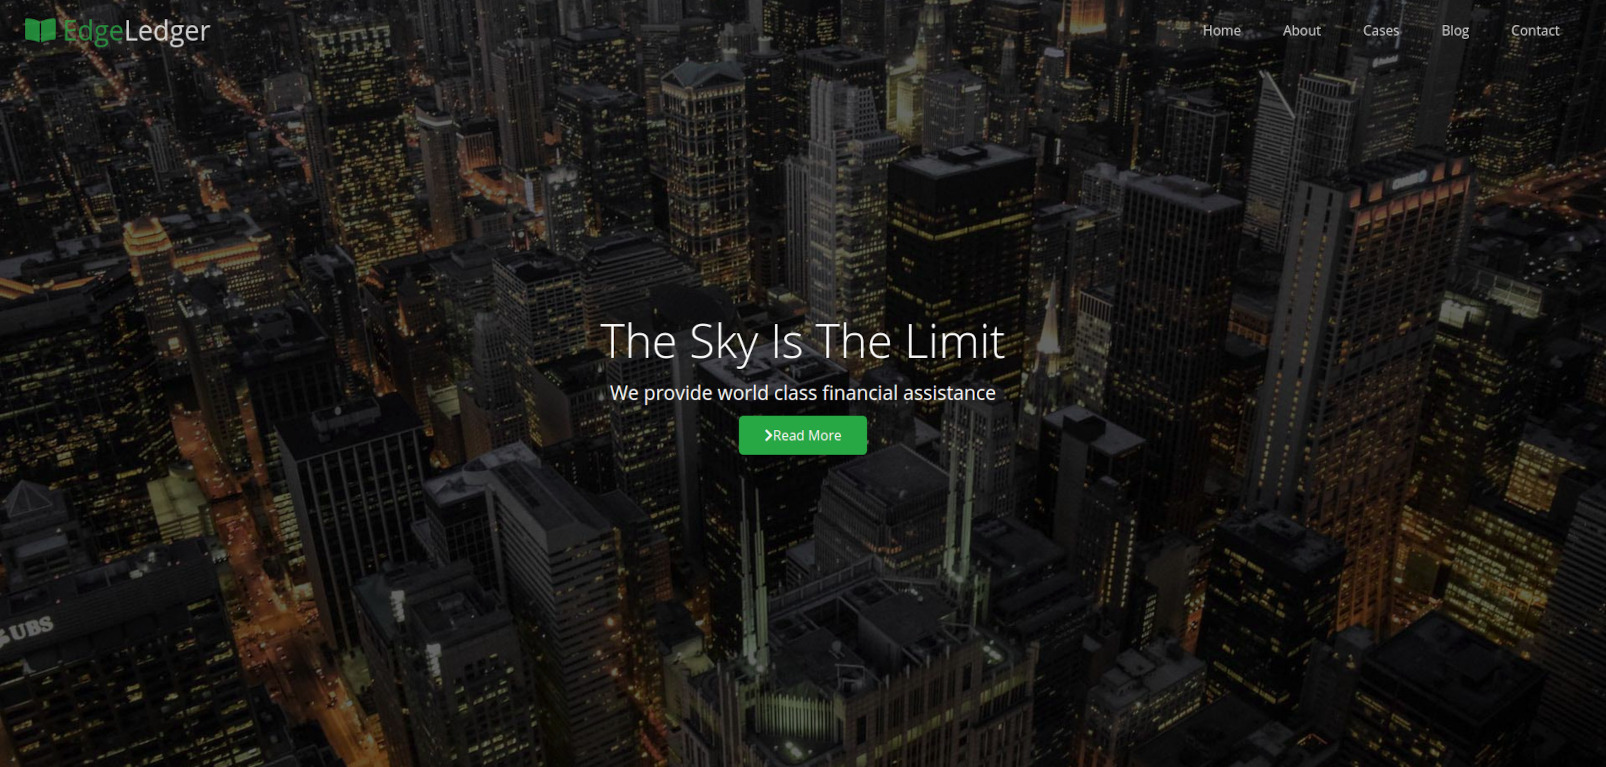 EdgeLedger
Home About Cases Blog Contact
The Sky Is The Limit
We provide world class financial assistance
Read More
UBS